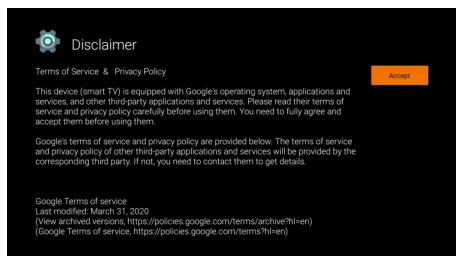 Disclaimer
Terms of Service & Privacy Policy
Accept
This device (smart TV) is equipped with Google's operating system, applications and
services, and other third-party applications and services. Please read their terms of
service and privacy policy carefully before using them. You need to fully agree and
accept them before using them.
Google's terms of service and privacy policy are provided below. The terms of service
and privacy policy of other third-party applications and services will be provided by the
corresponding third party. If not, you need to contact them to get details.
Google Terms of service
Last modified: March 31, 2020
(View archived versions, https://policies.google.com/terms/archive?hl=en)
(Google Terms of service, https://policies.google.com/terms?hl=en)